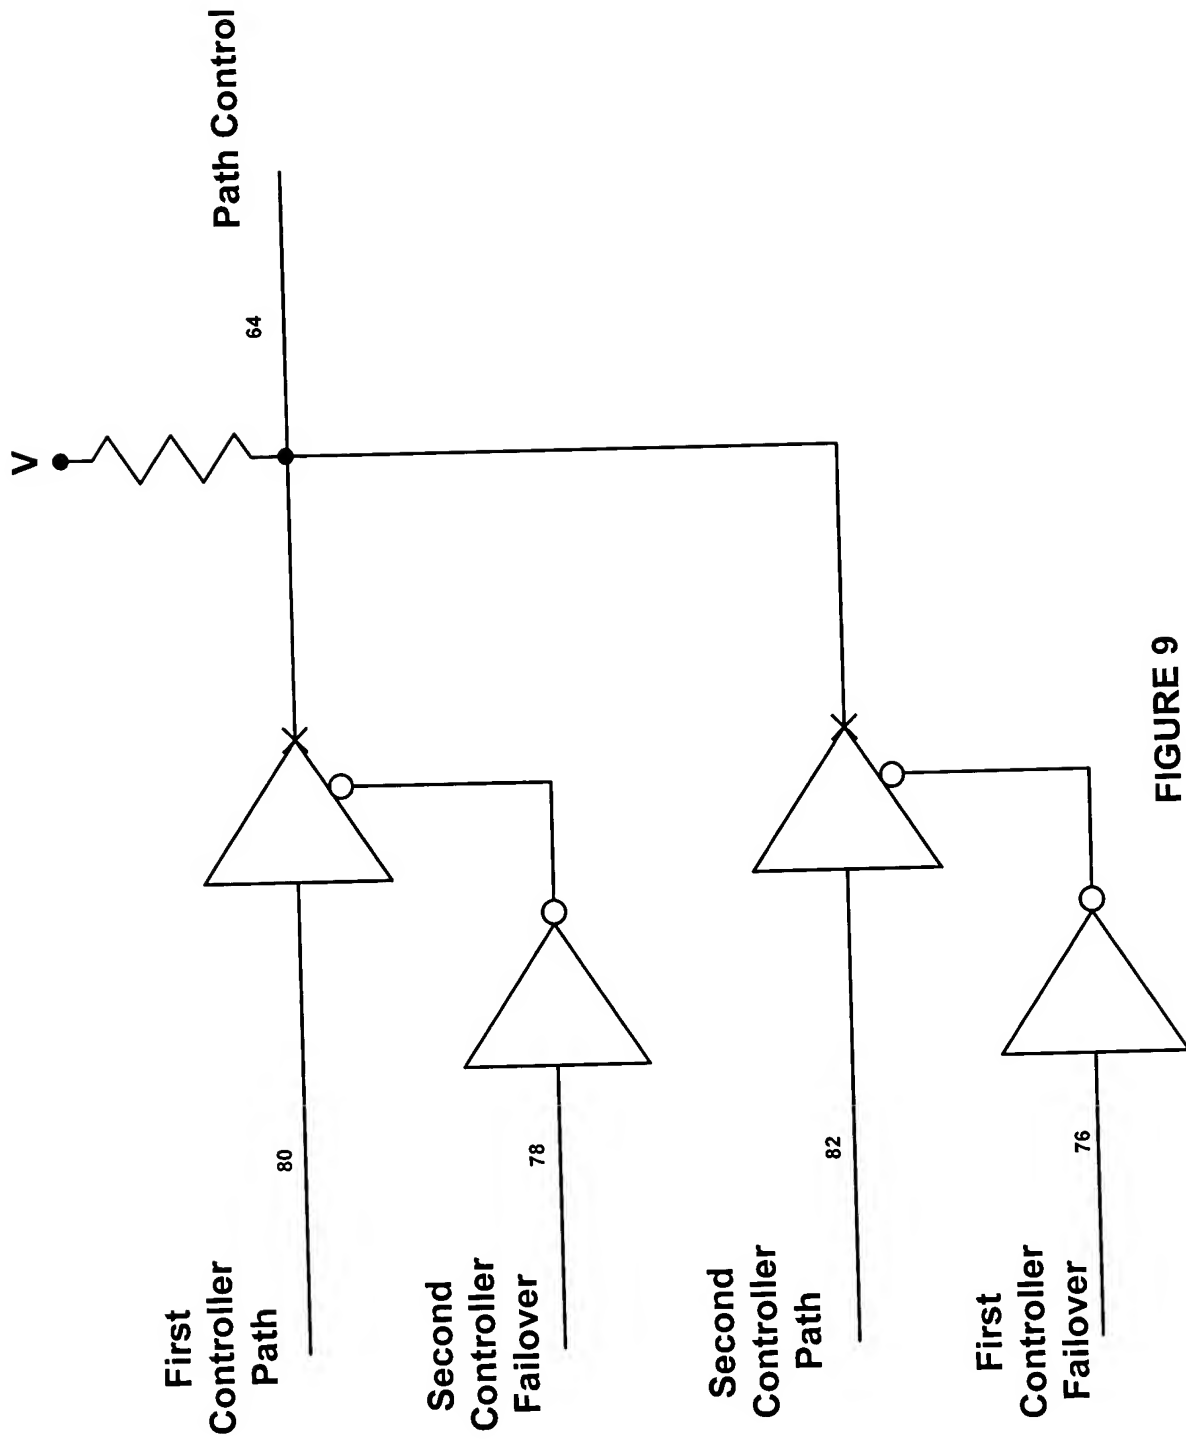 V
Path Control
64
First
Controller
Path
80
Second
Controller
Failover
78
Second
Controller
Path
82
First
Controller
Failover
76
FIGURE 9